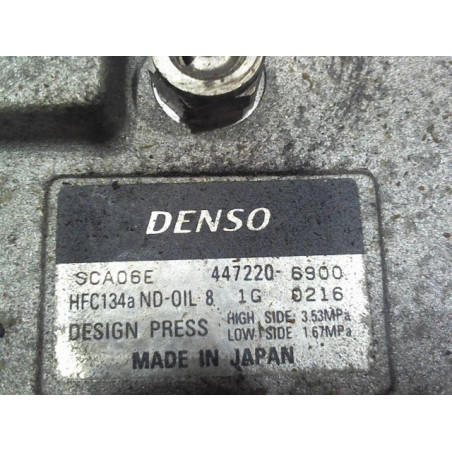 DENSO
SCA06E 447220-6900
HFC134a ND-OIL 8 1G 0216
DESIGN PRESS HIGH SIDE 3.53MPa
LOW SIDE 1.67MPa
MADE IN JAPAN